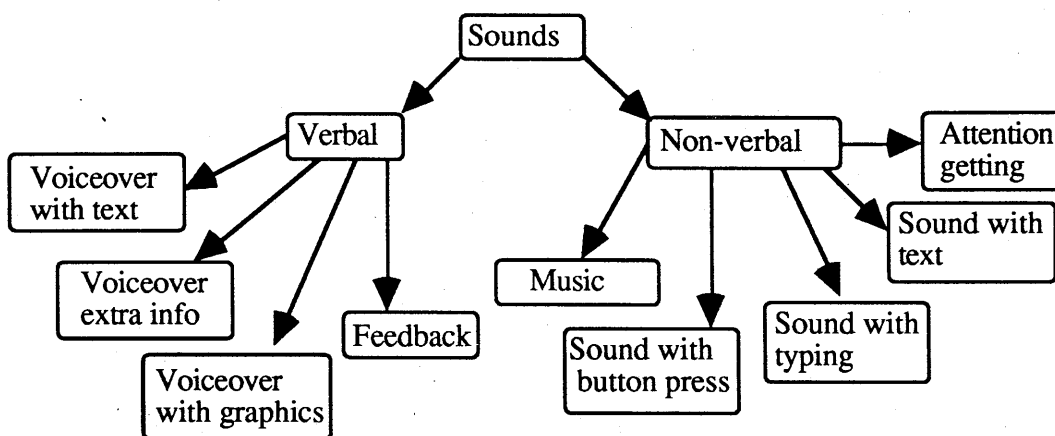 Sounds
Verbal
Non-verbal
Attention
getting
Voiceover
with text
Sound with
text
Voiceover
extra info
Music
Sound with
typing
Feedback
Sound with
button press
Voiceover
with graphics